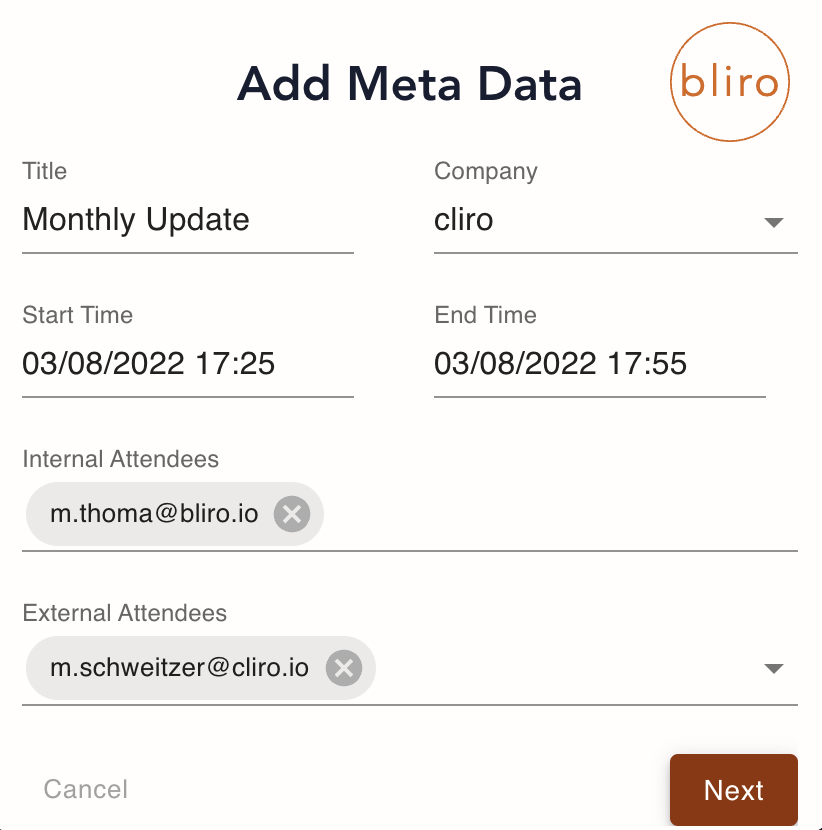 Add Meta Data
bliro
Title
Company
Monthly Update
cliro
Start Time
End Time
03/08/2022 17:25
03/08/2022 17:55
Internal Attendees
m.thoma@bliro.io
External Attendees
m.schweitzer@cliro.io
Cancel
Next